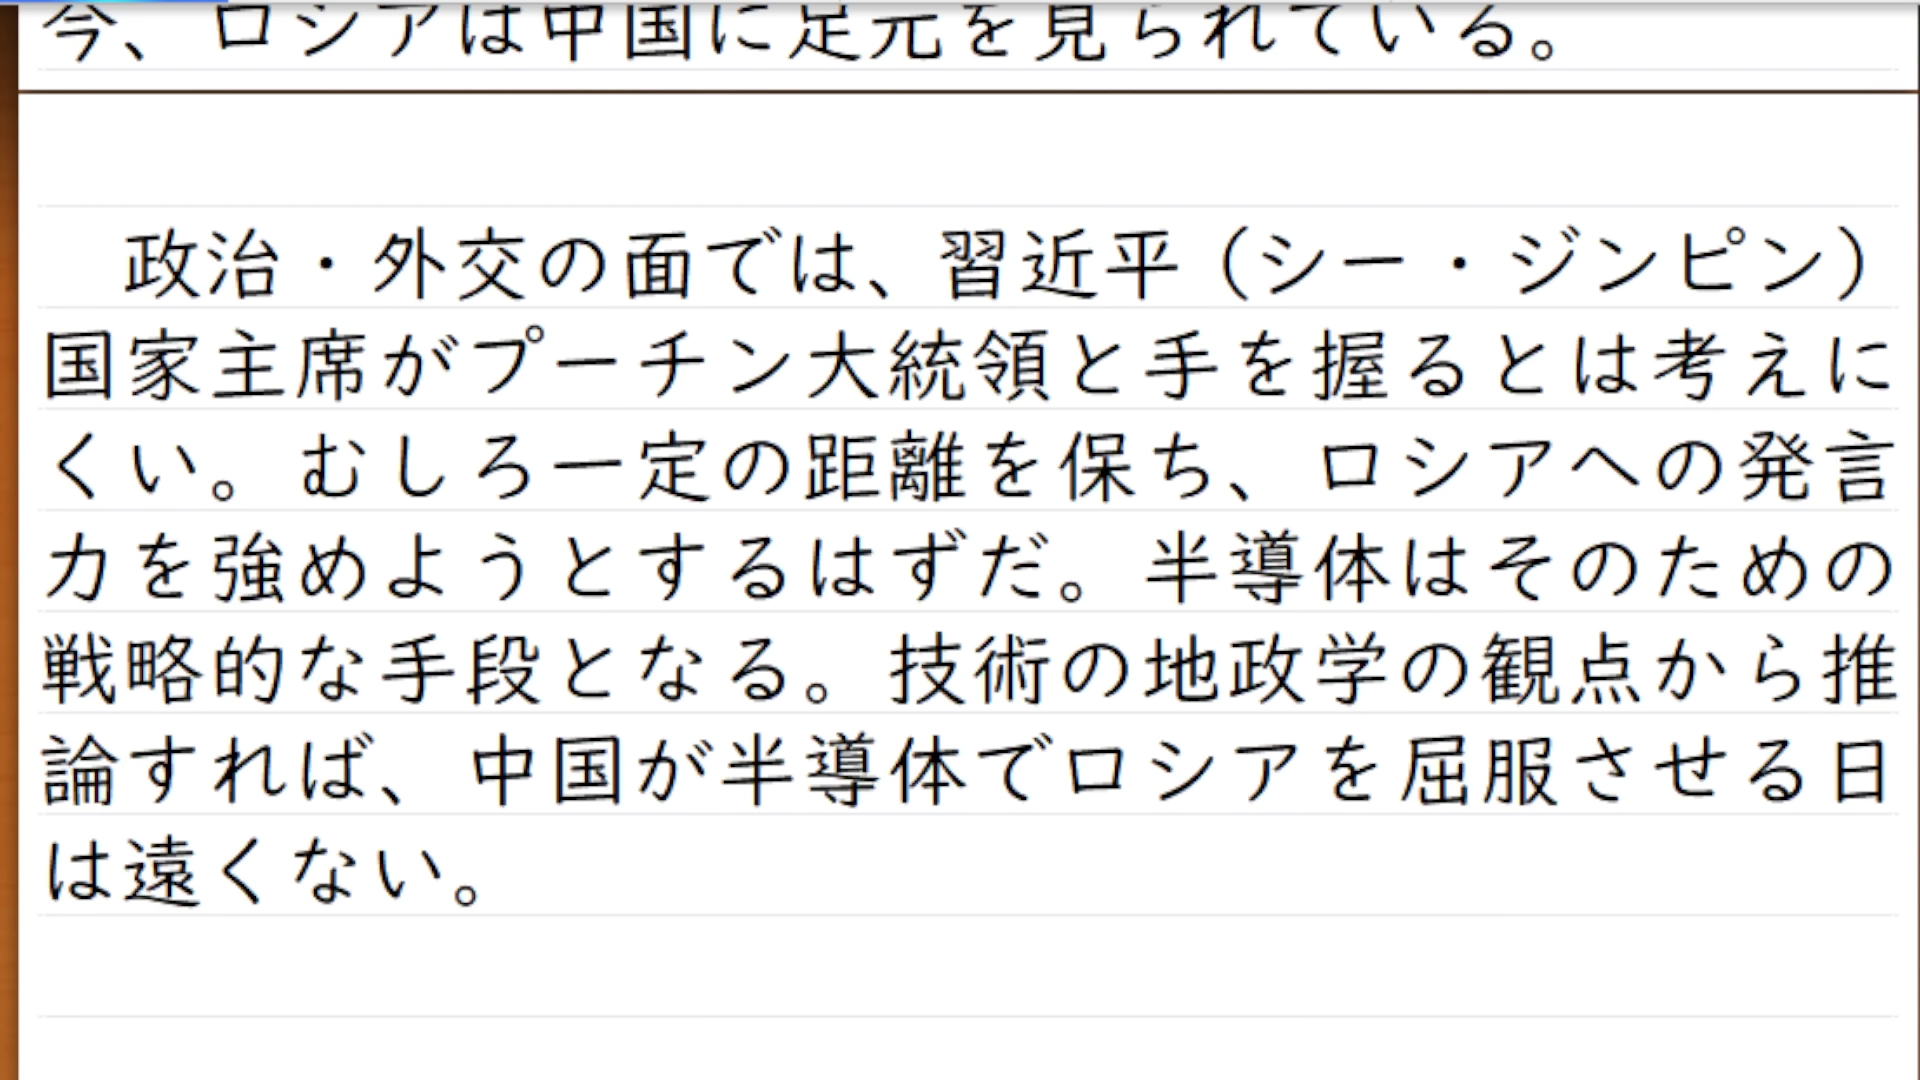 今、ロシアは中国に足元を見られている。
政治・外交の面では、習近平（シー・ジンピン）
国家主席がプーチン大統領と手を握るとは考えに
くい。むしろ一定の距離を保ち、ロシアへの発言
力を強めようとするはずだ。半導体はそのための
戦略的な手段となる。技術の地政学の観点から推
論すれば、中国が半導体でロシアを屈服させる日
は遠くない。